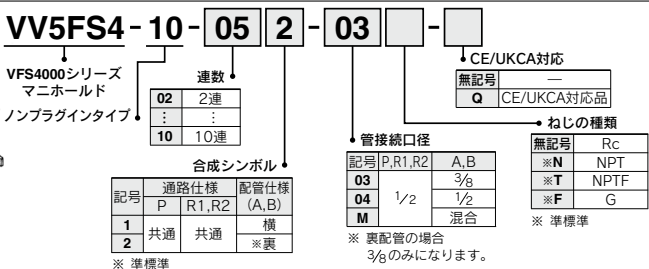 VV5FS4-10-052-03□-□
VFS4000シリーズ
マニホールド
ノンプラグインタイプ
連数
02 2連
⋮ ⋮
10 10連
合成シンボル
記号 通路仕様 配管仕様
P R1,R2 (A,B)
1 共通 共通 横
2 ※裏
※ 準標準
管接続口径
記号 P,R1,R2 A,B
03 1/2 3/8
04 1/2
M 混合
※ 裏配管の場合
3/8のみになります。
CE/UKCA対応
無記号 —
Q CE/UKCA対応品
ねじの種類
無記号 Rc
※N NPT
※T NPTF
※F G
※ 準標準